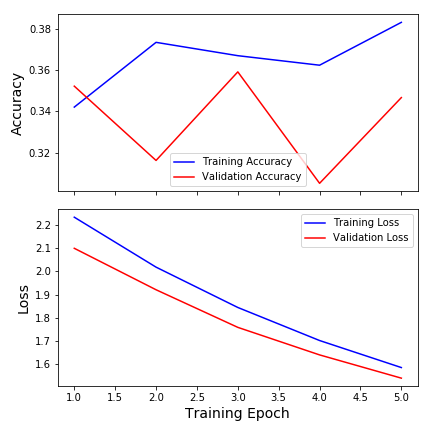 0.38
0.36
0.34
0.32
Accuracy
Training Accuracy
Validation Accuracy
2.2
2.1
2.0
1.9
1.8
1.7
1.6
Loss
Training Loss
Validation Loss
1.0 1.5 2.0 2.5 3.0 3.5 4.0 4.5 5.0
Training Epoch